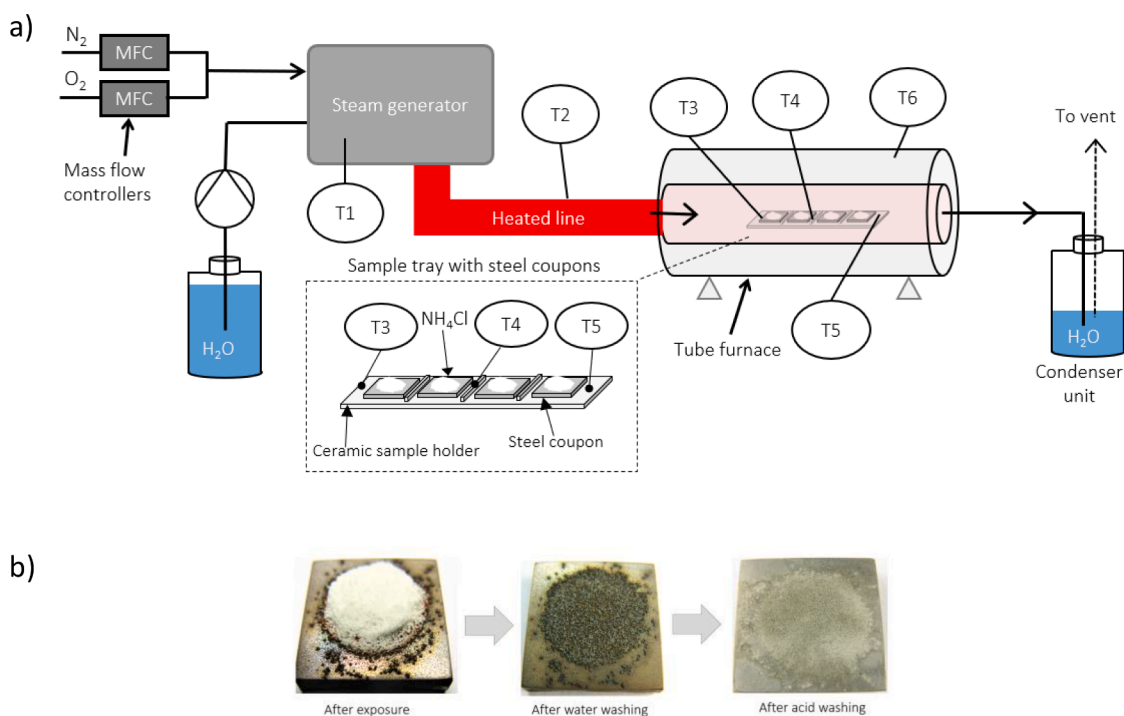 a)
N₂
MFC
O₂
MFC
Mass flow
controllers
Steam generator
T1
H₂O
T2
Heated line
T3
T4
T6
T5
Tube furnace
To vent
H₂O
Condenser
unit
Sample tray with steel coupons
T3
NH₄Cl
T4
T5
Steel coupon
Ceramic sample holder
b)
After exposure
After water washing
After acid washing